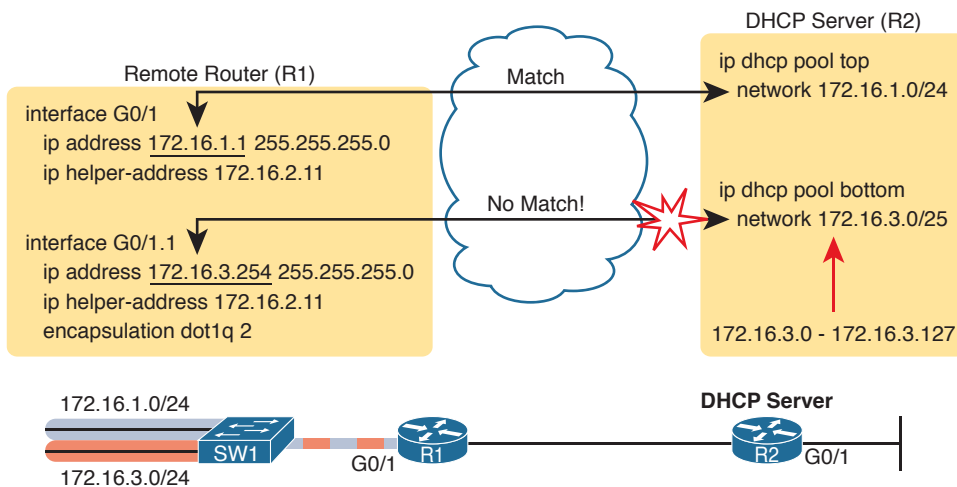 DHCP Server (R2)
Remote Router (R1)
Match
ip dhcp pool top
network 172.16.1.0/24
interface G0/1
ip address 172.16.1.1 255.255.255.0
ip helper-address 172.16.2.11
No Match!
ip dhcp pool bottom
network 172.16.3.0/25
interface G0/1.1
ip address 172.16.3.254 255.255.255.0
ip helper-address 172.16.2.11
encapsulation dot1q 2
172.16.3.0 - 172.16.3.127
172.16.1.0/24
DHCP Server
SW1
G0/1
R1
R2
G0/1
172.16.3.0/24